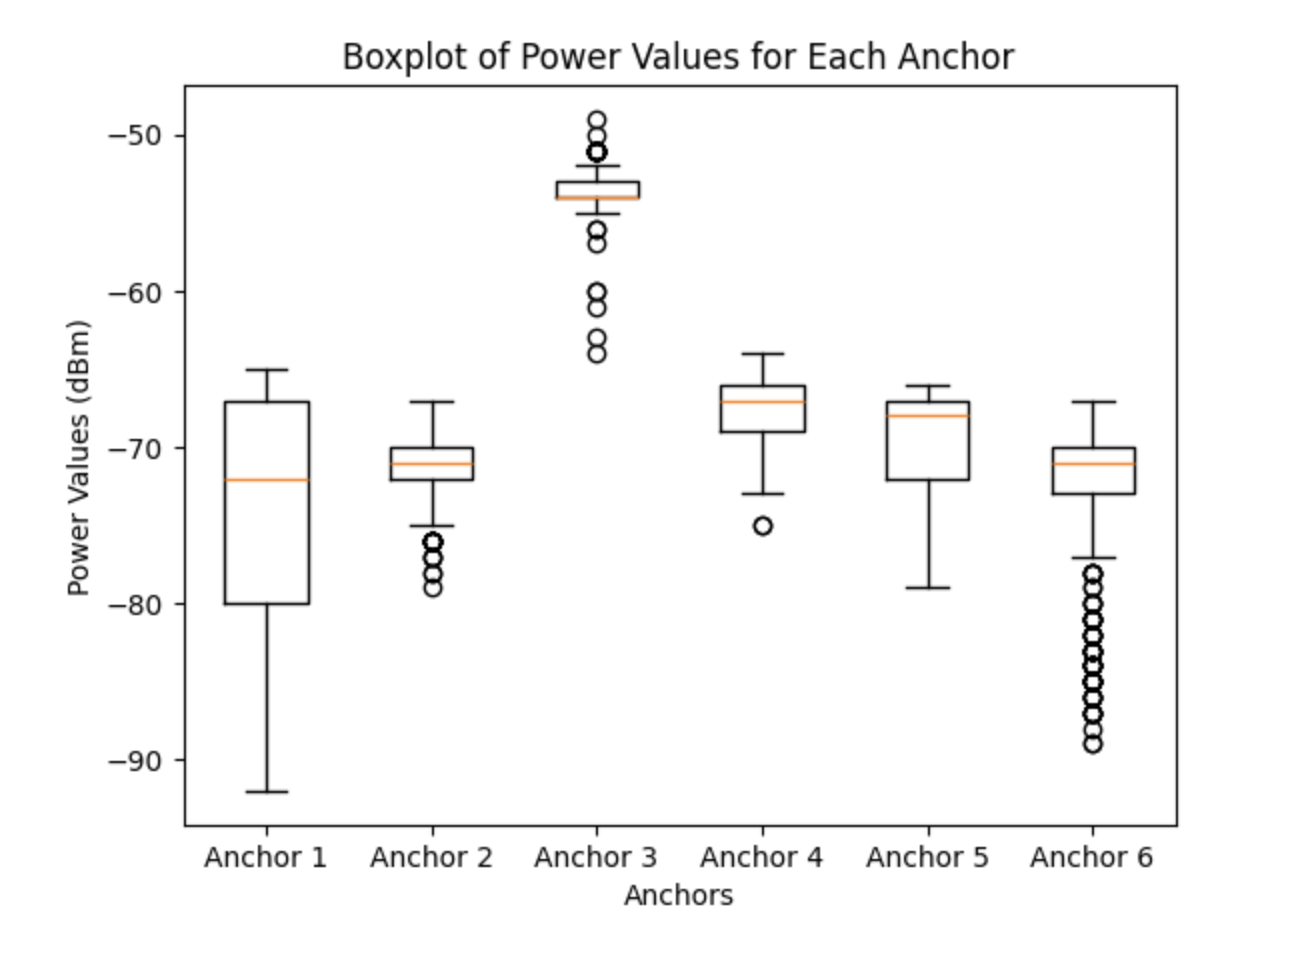 Boxplot of Power Values for Each Anchor
−50
−60
−70
−80
−90
Power Values (dBm)
Anchor 1 Anchor 2 Anchor 3 Anchor 4 Anchor 5 Anchor 6
Anchors